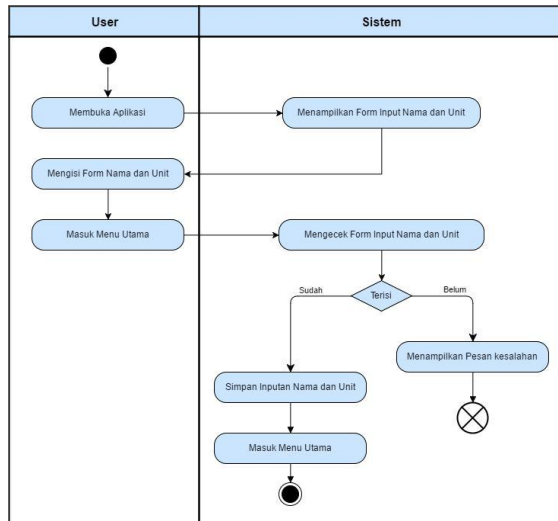 User
Sistem
Membuka Aplikasi
Menampilkan Form Input Nama dan Unit
Mengisi Form Nama dan Unit
Masuk Menu Utama
Mengecek Form Input Nama dan Unit
Terisi
Sudah
Belum
Menampilkan Pesan kesalahan
Simpan Inputan Nama dan Unit
Masuk Menu Utama